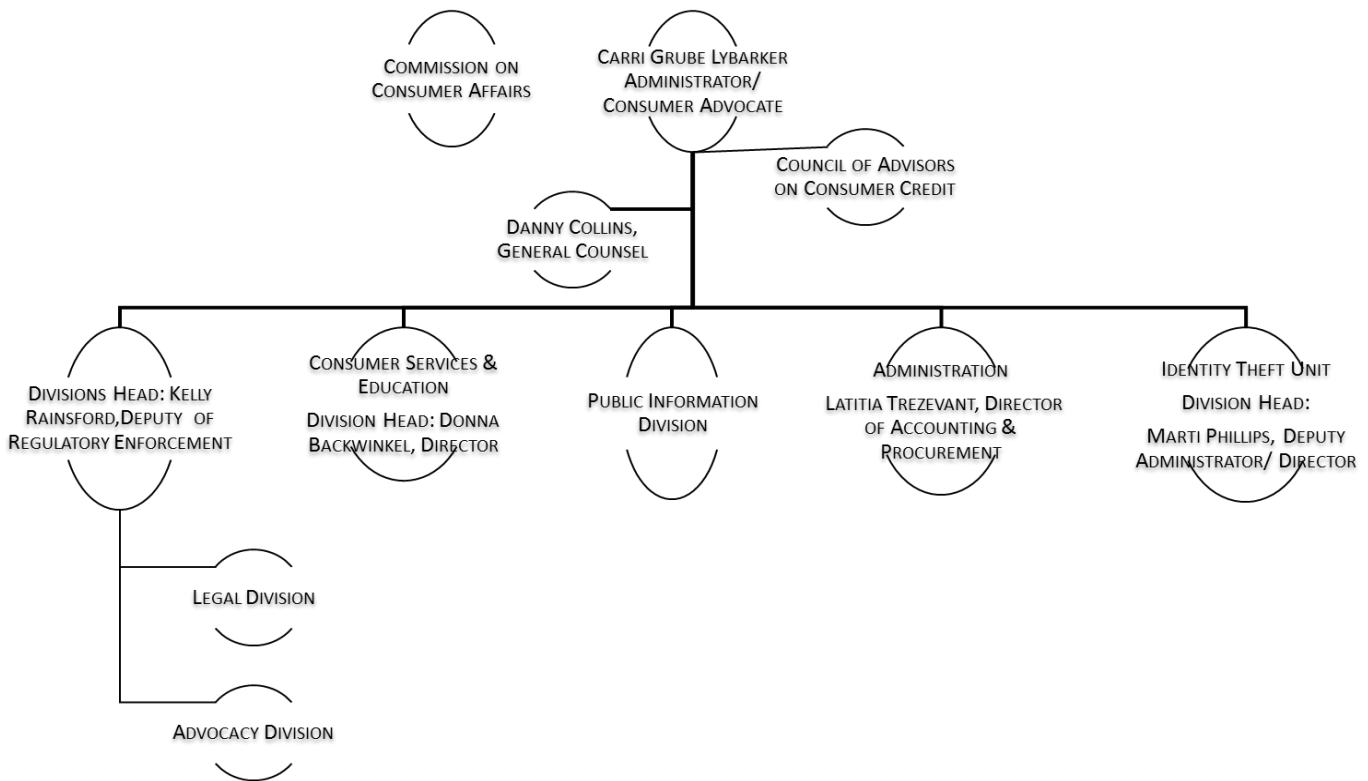 Commission on
Consumer Affairs
Carri Grube Lybarker
Administrator/
Consumer Advocate
Council of Advisors
on Consumer Credit
Danny Collins,
General Counsel
Divisions Head: Kelly
Rainsford,Deputy of
Regulatory Enforcement
Consumer Services &
Education
Division Head: Donna
Backwinkel, Director
Public Information
Division
Administration
Latitia Trezevant, Director
of Accounting &
Procurement
Identity Theft Unit
Division Head:
Marti Phillips, Deputy
Administrator/ Director
Legal Division
Advocacy Division